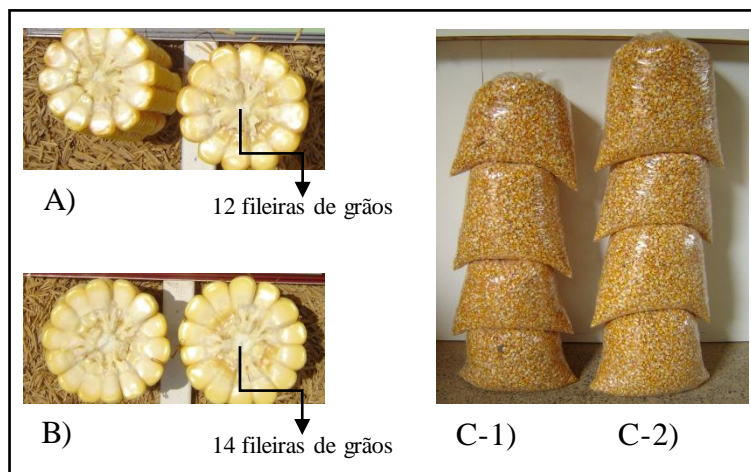 A)
12 fileiras de grãos
B)
14 fileiras de grãos
C-1)
C-2)